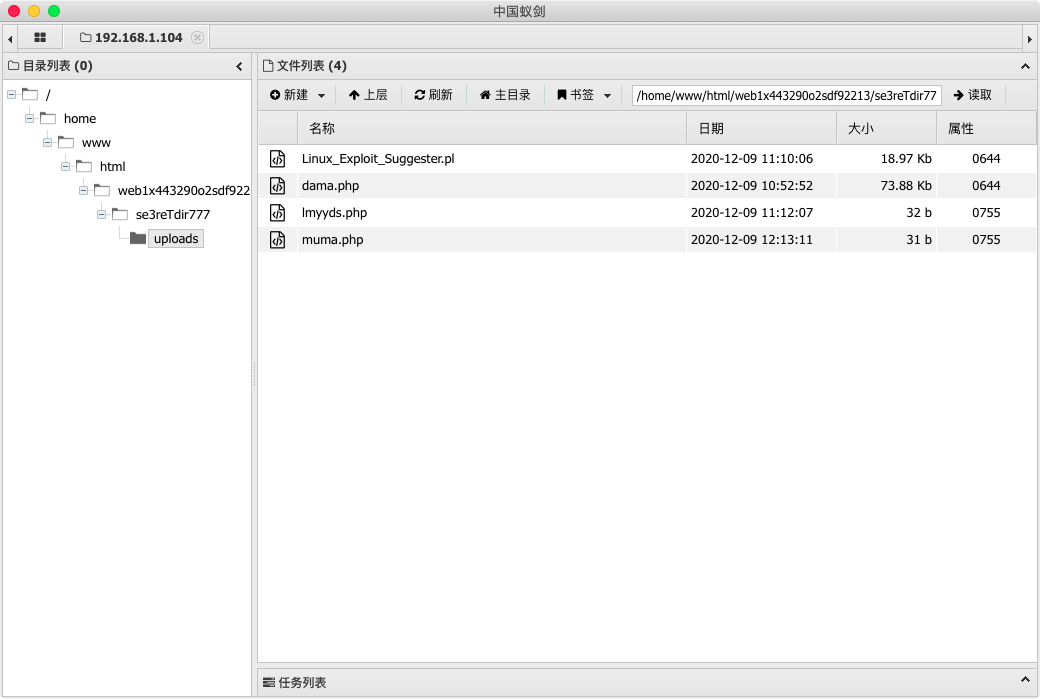 中国蚁剑
192.168.1.104
目录列表 (0)
/
home
www
html
web1x443290o2sdf922
se3reTdir777
uploads
文件列表 (4)
新建 上层 刷新 主目录 书签 /home/www/html/web1x443290o2sdf92213/se3reTdir77 读取
名称 日期 大小 属性
Linux_Exploit_Suggester.pl 2020-12-09 11:10:06 18.97 Kb 0644
dama.php 2020-12-09 10:52:52 73.88 Kb 0644
lmyyds.php 2020-12-09 11:12:07 32 b 0755
muma.php 2020-12-09 12:13:11 31 b 0755
任务列表